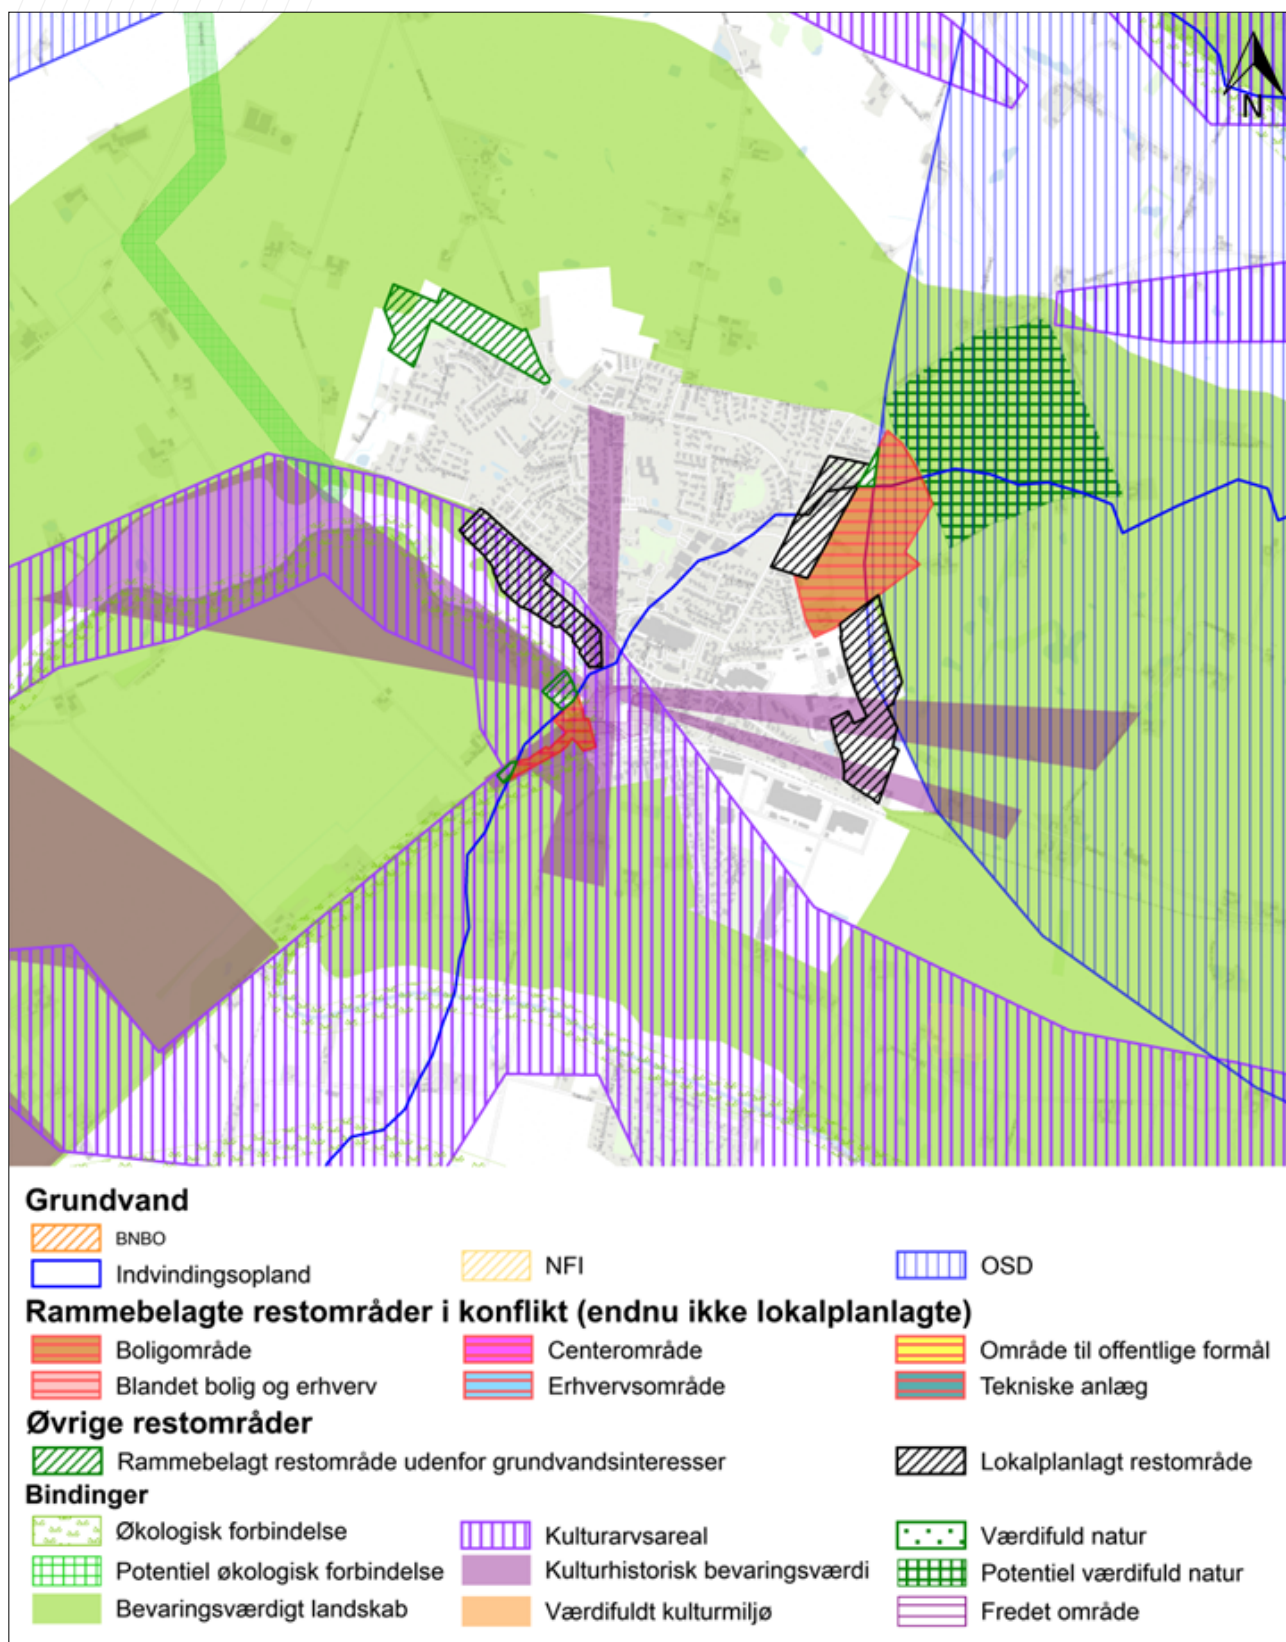 N
Grundvand
BNBO
Indvindingsopland
NFI
OSD
Rammebelagte restområder i konflikt (endnu ikke lokalplanlagte)
Boligområde
Centerområde
Område til offentlige formål
Blandet bolig og erhverv
Erhvervsområde
Tekniske anlæg
Øvrige restområder
Rammebelagt restområde udenfor grundvandsinteresser
Lokalplanlagt restområde
Bindinger
Økologisk forbindelse
Kulturarvsareal
Værdifuld natur
Potentiel økologisk forbindelse
Kulturhistorisk bevaringsværdi
Potentiel værdifuld natur
Bevaringsværdigt landskab
Værdifuldt kulturmiljø
Fredet område